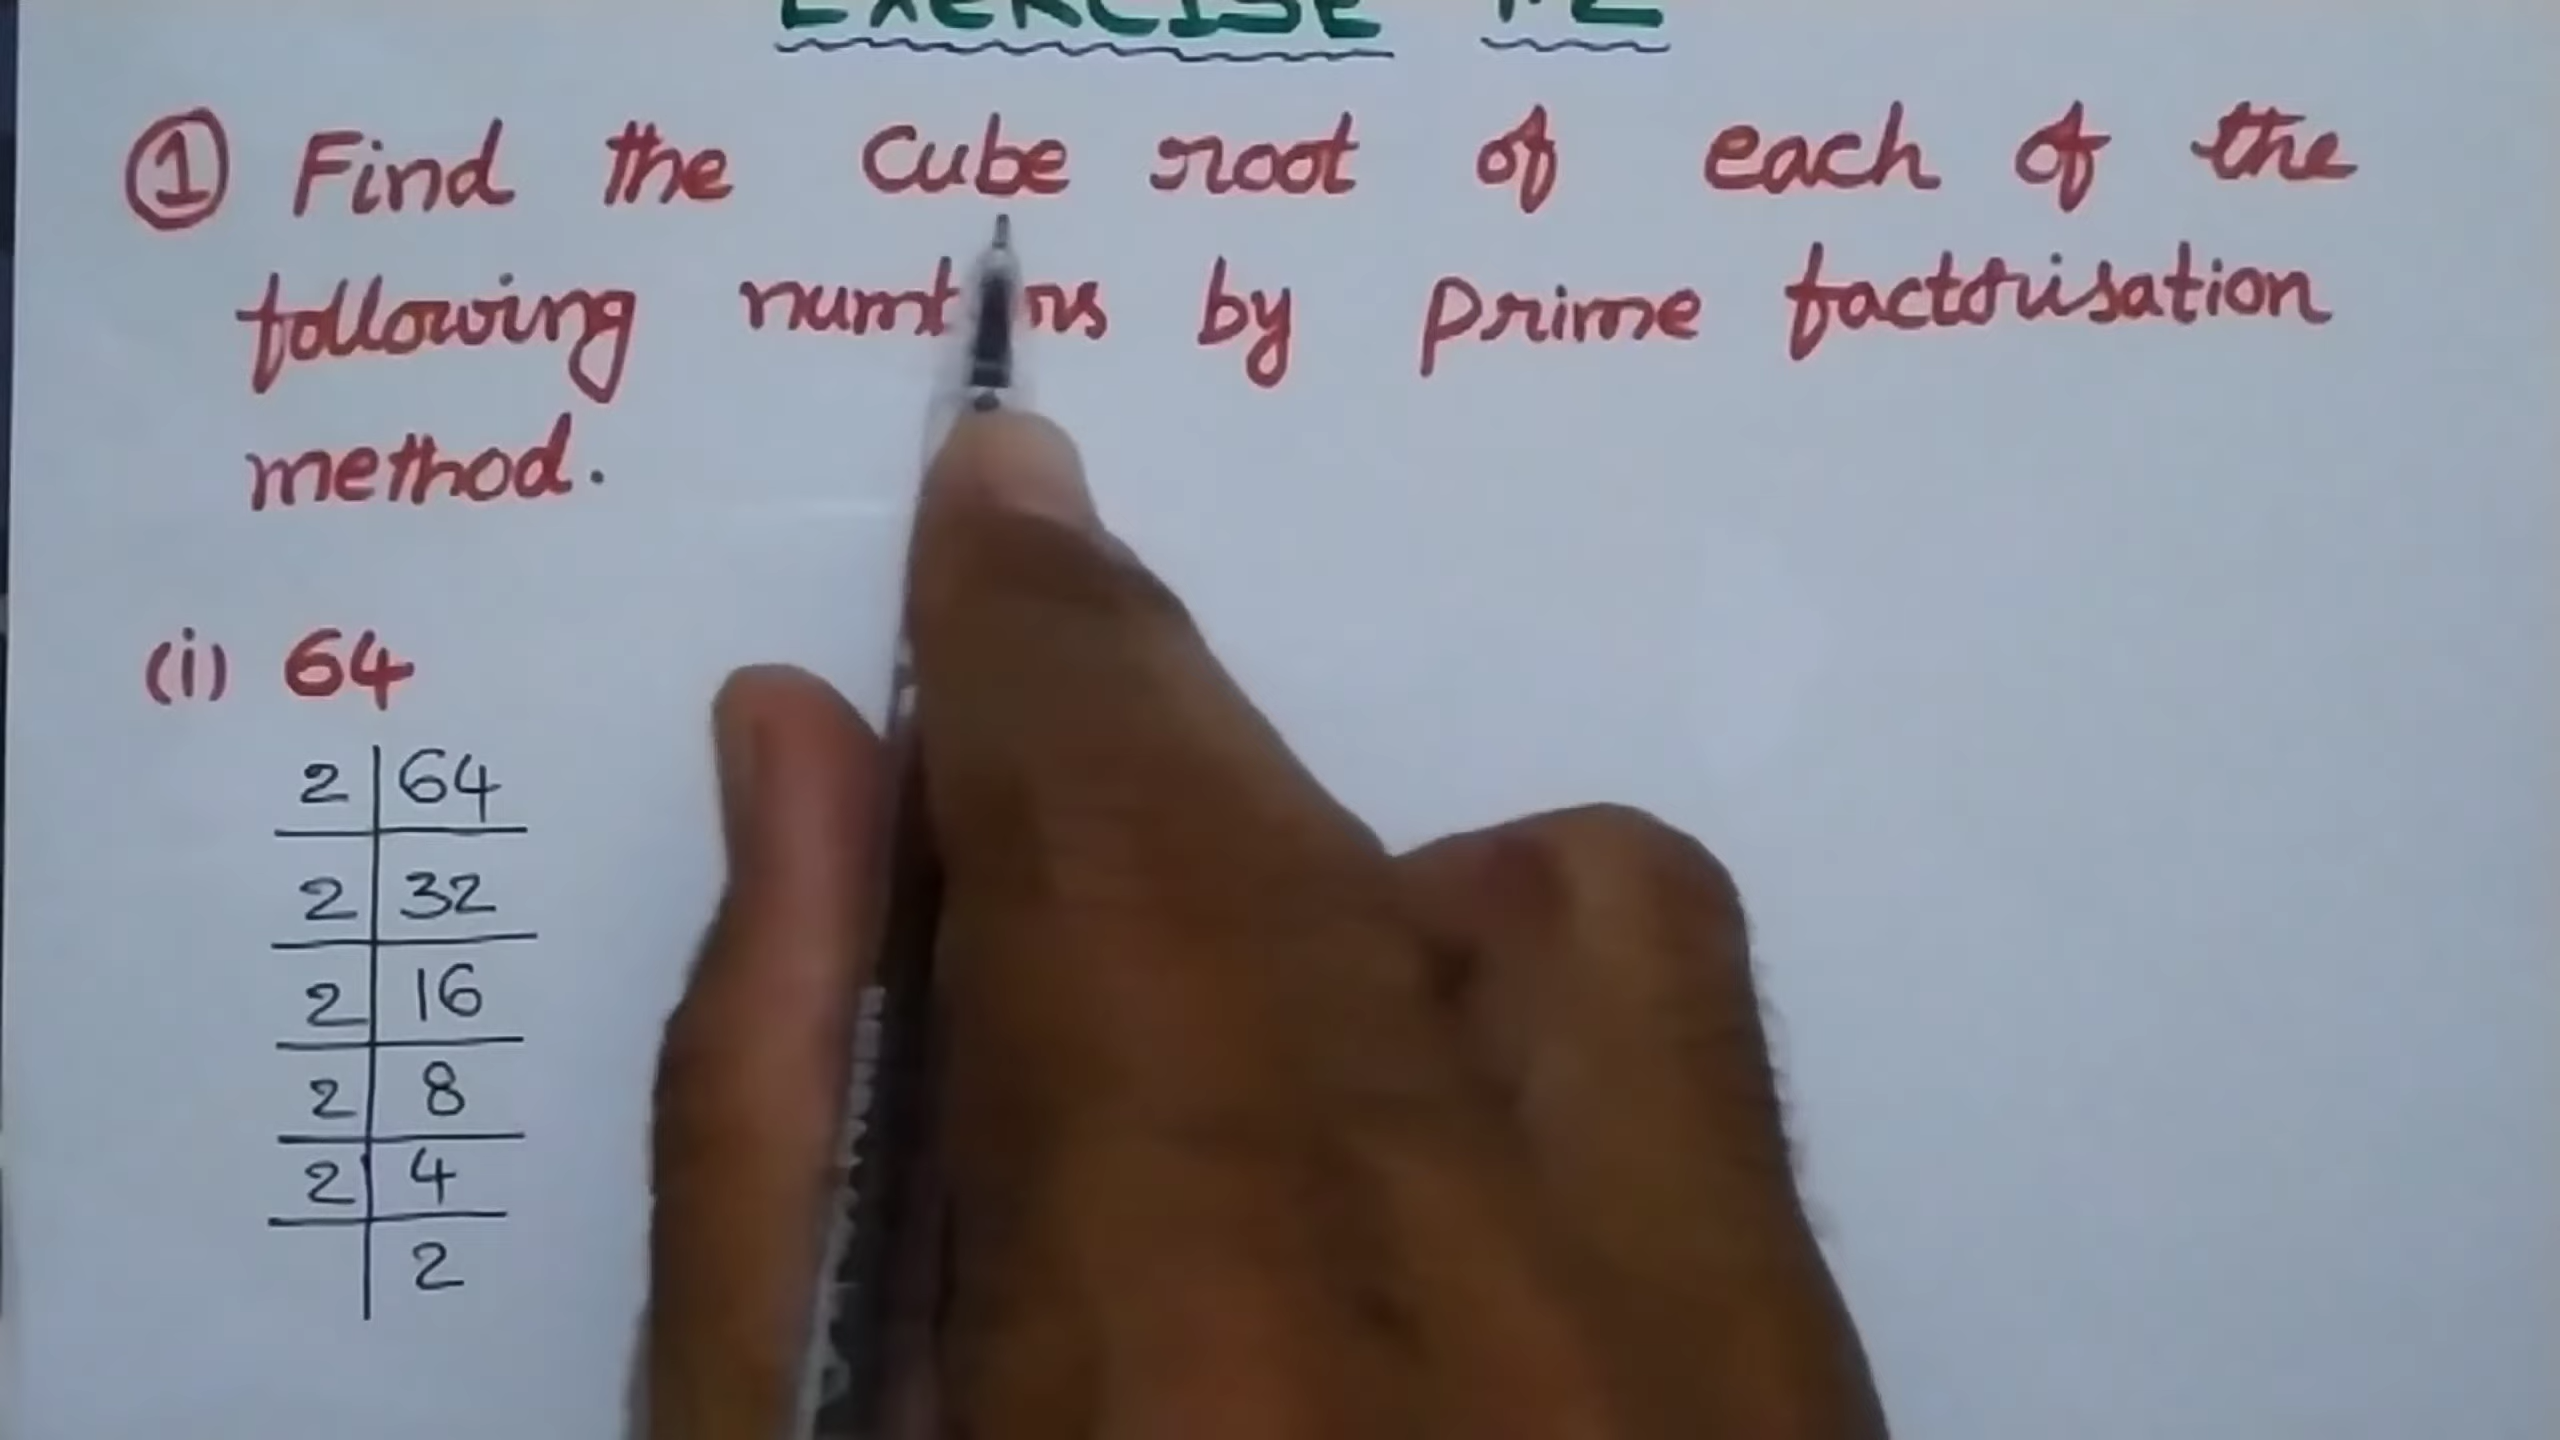 EXERCISE
① Find the Cube root of each of the
following by prime factorisation
method.
(i) 64
2 | 64
2 | 32
2 | 16
2 | 8
2 | 4
2